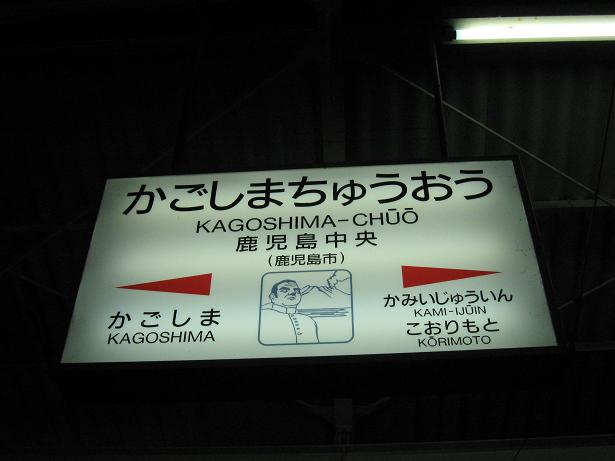 かごしまちゅうおう
KAGOSHIMA-CHŪŌ
鹿児島中央
(鹿児島市)
かごしま
KAGOSHIMA
かみいじゅういん
KAMI-IJŪIN
こおりもと
KŌRIMOTO